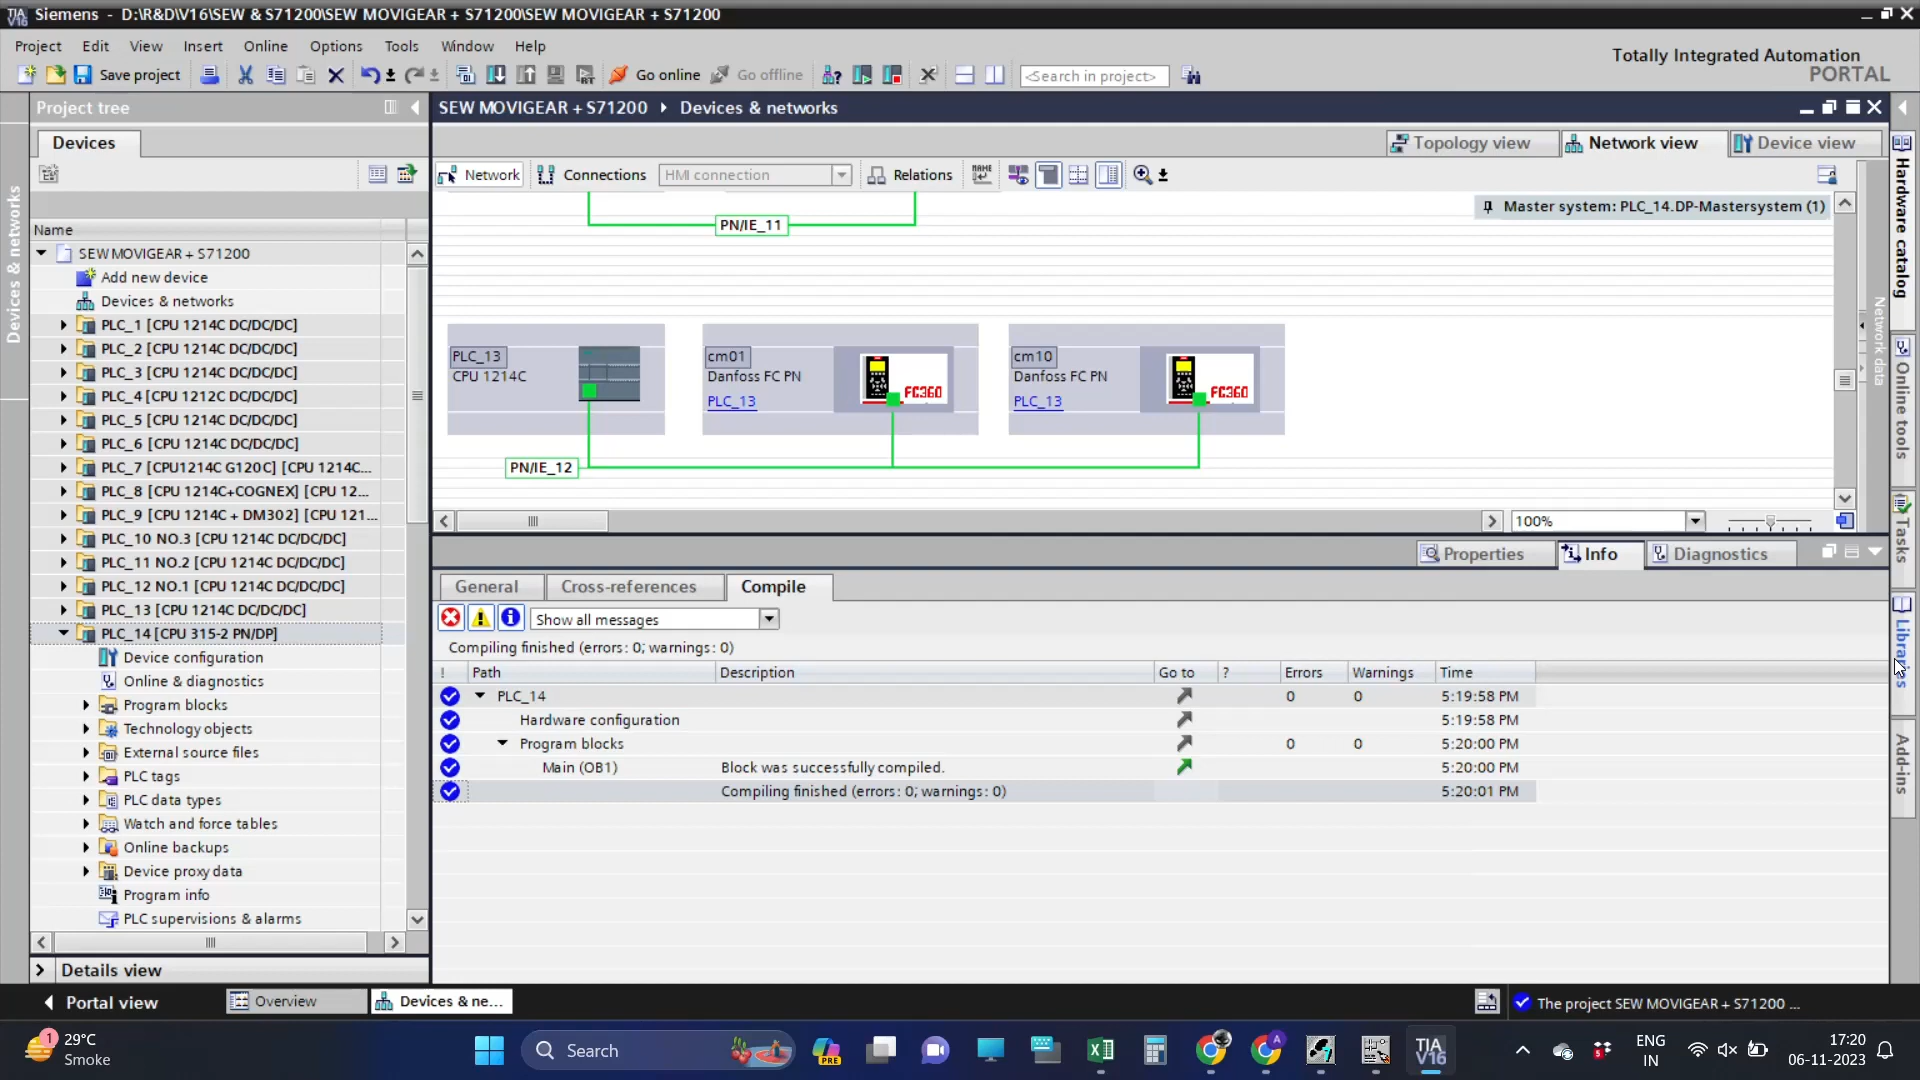 Siemens - D:\R&D\V16\SEW & S71200\SEW MOVIGEAR + S71200\SEW MOVIGEAR + S71200
Project Edit View Insert Online Options Tools Window Help
Totally Integrated Automation
PORTAL
Save project
Go online
Go offline
<Search in project>
Project tree
SEW MOVIGEAR + S71200 Devices & networks
Devices
Topology view Network view Device view
Network Connections HMI connection Relations
Name
SEW MOVIGEAR + S71200
Add new device
Devices & networks
PLC_1 [CPU 1214C DC/DC/DC]
PLC_2 [CPU 1214C DC/DC/DC]
PLC_3 [CPU 1214C DC/DC/DC]
PLC_4 [CPU 1212C DC/DC/DC]
PLC_5 [CPU 1214C DC/DC/DC]
PLC_6 [CPU 1214C DC/DC/DC]
PLC_7 [CPU1214C G120C] [CPU 1214C...
PLC_8 [CPU 1214C+COGNEX] [CPU 12...
PLC_9 [CPU 1214C + DM302] [CPU 121...
PLC_10 NO.3 [CPU 1214C DC/DC/DC]
PLC_11 NO.2 [CPU 1214C DC/DC/DC]
PLC_12 NO.1 [CPU 1214C DC/DC/DC]
PLC_13 [CPU 1214C DC/DC/DC]
PLC_14 [CPU 315-2 PN/DP]
Device configuration
Online & diagnostics
Program blocks
Technology objects
External source files
PLC tags
PLC data types
Watch and force tables
Online backups
Device proxy data
Program info
PLC supervisions & alarms
Details view
Devices & networks
Master system: PLC_14.DP-Mastersystem (1)
PN/IE_11
PLC_13
CPU 1214C
cm01
Danfoss FC PN
PLC_13
FC360
cm10
Danfoss FC PN
PLC_13
FC360
PN/IE_12
100%
Network data
Hardware catalog
Online tools
Tasks
Libraries
Add-ins
Properties Info Diagnostics
General Cross-references Compile
Show all messages
Compiling finished (errors: 0; warnings: 0)
! Path Description Go to ? Errors Warnings Time
PLC_14 0 0 5:19:58 PM
Hardware configuration 5:19:58 PM
Program blocks 0 0 5:20:00 PM
Main (OB1) Block was successfully compiled. 5:20:00 PM
Compiling finished (errors: 0; warnings: 0) 5:20:01 PM
Portal view Overview Devices & ne... The project SEW MOVIGEAR + S71200 ...
1
29°C
Smoke
Search
PRE
TIA
V16
ENG
IN
17:20
06-11-2023